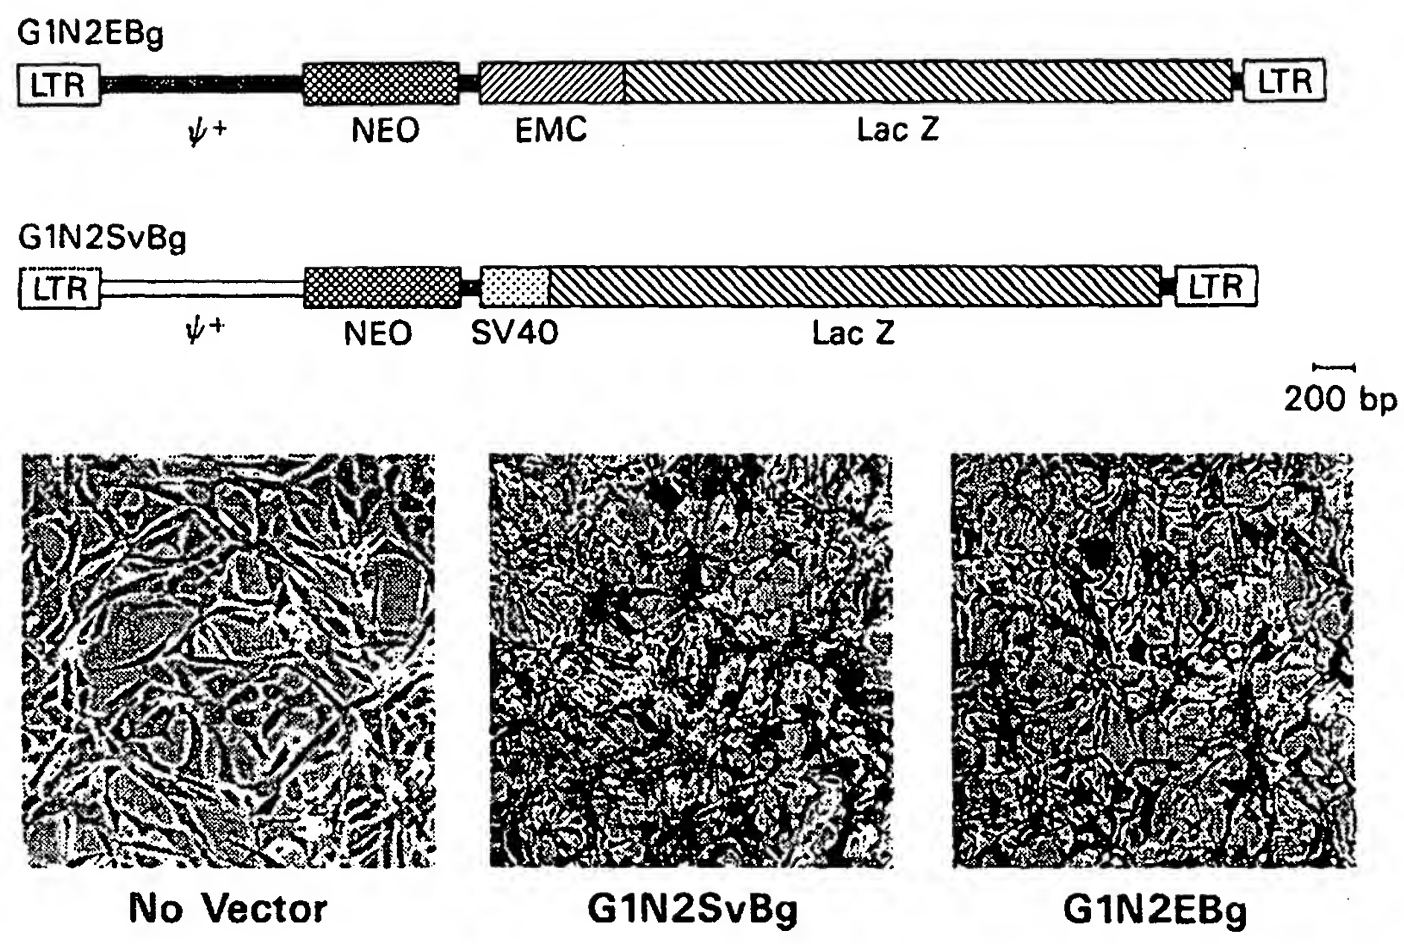 G1N2EBg
LTR LTR
ψ+ NEO EMC Lac Z
G1N2SvBg
LTR LTR
ψ+ NEO SV40 Lac Z
200 bp
No Vector G1N2SvBg G1N2EBg